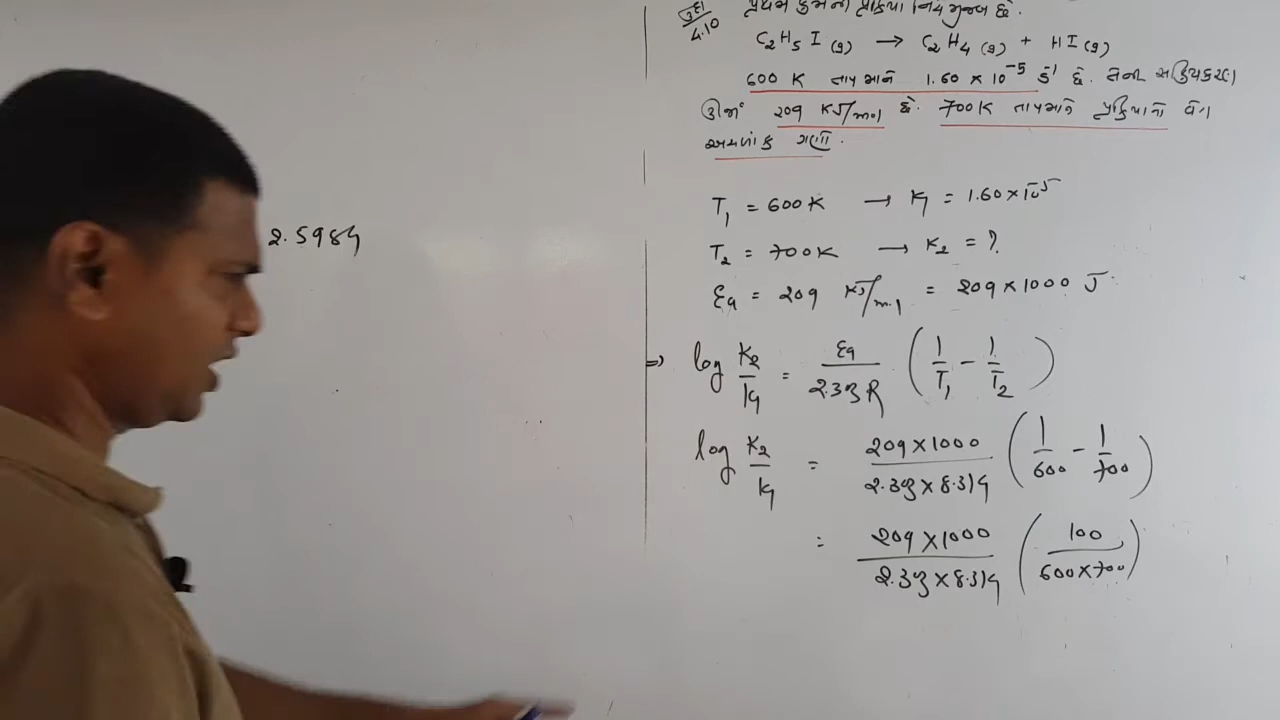 ઉદા 4.10 પ્રથમ ક્રમની પ્રક્રિયા નિયમ મુજબ છે.
C₂H₅ I (g) → C₂H₄ (g) + HI (g)
600 K તાપમાને 1.60 × 10⁻⁵ s⁻¹ છે. તેની સક્રિયકરણ
ઊર્જા 209 KJ/mol છે. 700K તાપમાને પ્રક્રિયાનો વેગ
અચળાંક ગણો.
T₁ = 600K → K₁ = 1.60 × 10⁻⁵
T₂ = 700K → K₂ = ?
Ea = 209 KJ/mol = 209 × 1000 J
2.5984
⇒ log K₂/K₁ = Ea/2.303 R (1/T₁ − 1/T₂)
log K₂/K₁ = 209 × 1000/2.303 × 8.314 (1/600 − 1/700)
= 209 × 1000/2.303 × 8.314 (100/600 × 700)